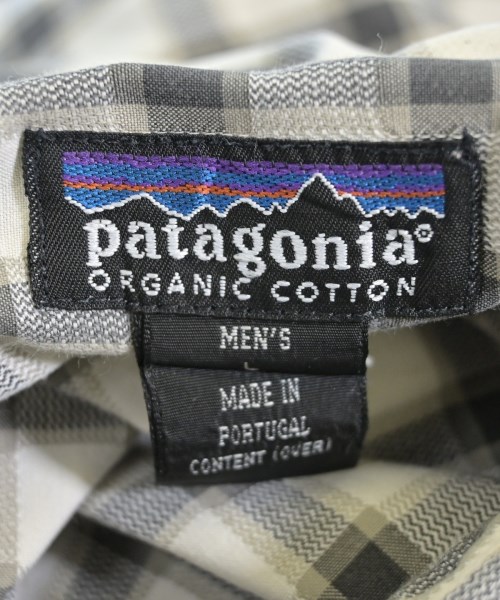 patagonia®
ORGANIC COTTON
MEN'S
L
MADE IN
PORTUGAL
CONTENT (OVER)